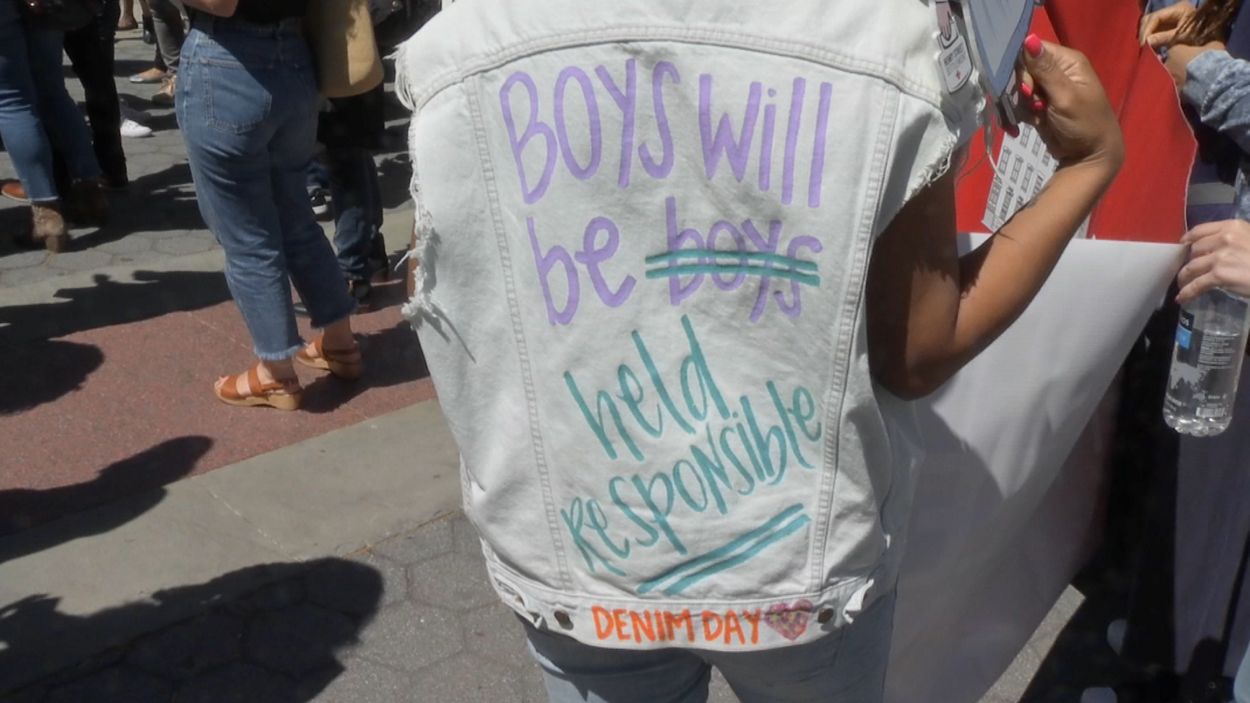 BOYS will
be boys
held
responsible
DENIM DAY